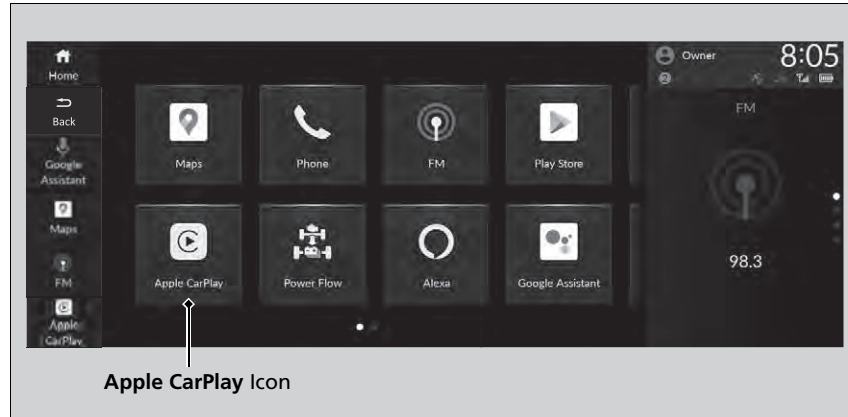 Home
Back
Google
Assistant
Maps
FM
Apple
CarPlay
Maps
Phone
FM
Play Store
Apple CarPlay
Power Flow
Alexa
Google Assistant
Owner
8:05
2
FM
98.3
Apple CarPlay Icon